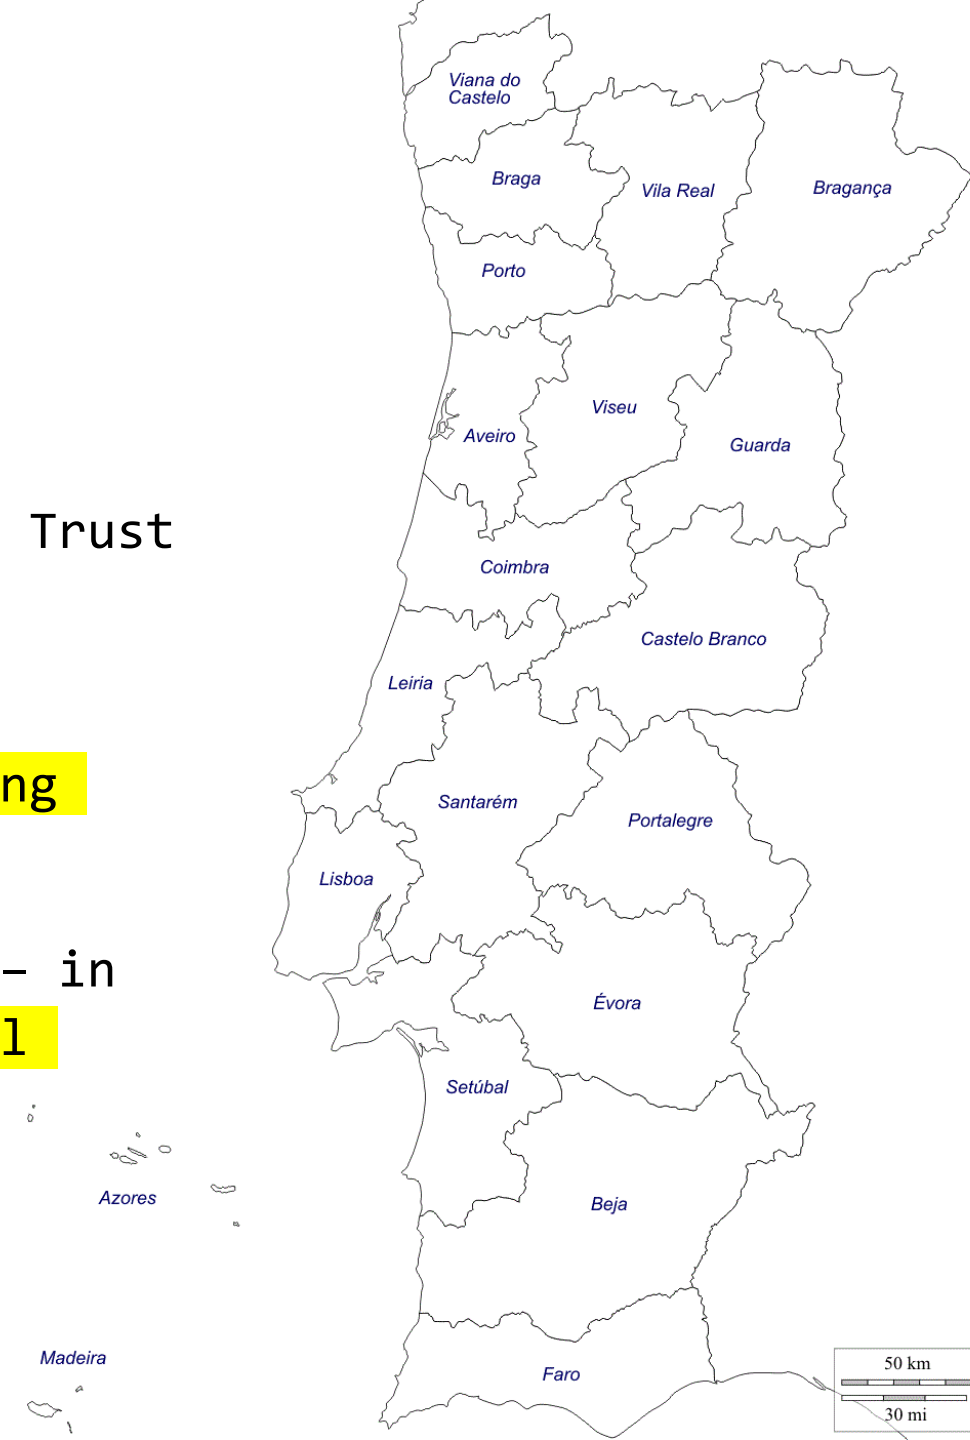 Viana do
Castelo
Braga
Vila Real
Bragança
Porto
Viseu
Aveiro
Guarda
Trust
Coimbra
Castelo Branco
Leiria
ng
Santarém
Portalegre
Lisboa
– in
Évora
l
Setúbal
Azores
Beja
Madeira
Faro
50 km
30 mi